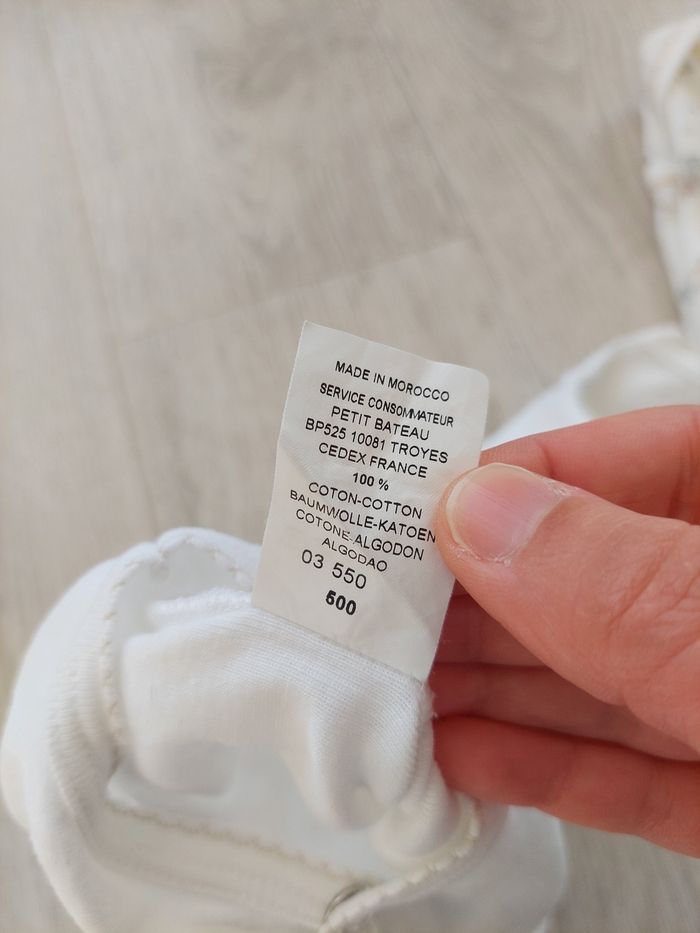 MADE IN MOROCCO
SERVICE CONSOMMATEUR
PETIT BATEAU
BP525 10081 TROYES
CEDEX FRANCE
100 %
COTON-COTTON
BAUMWOLLE-KATOEN
COTONE-ALGODON
ALGODAO
03 550
500